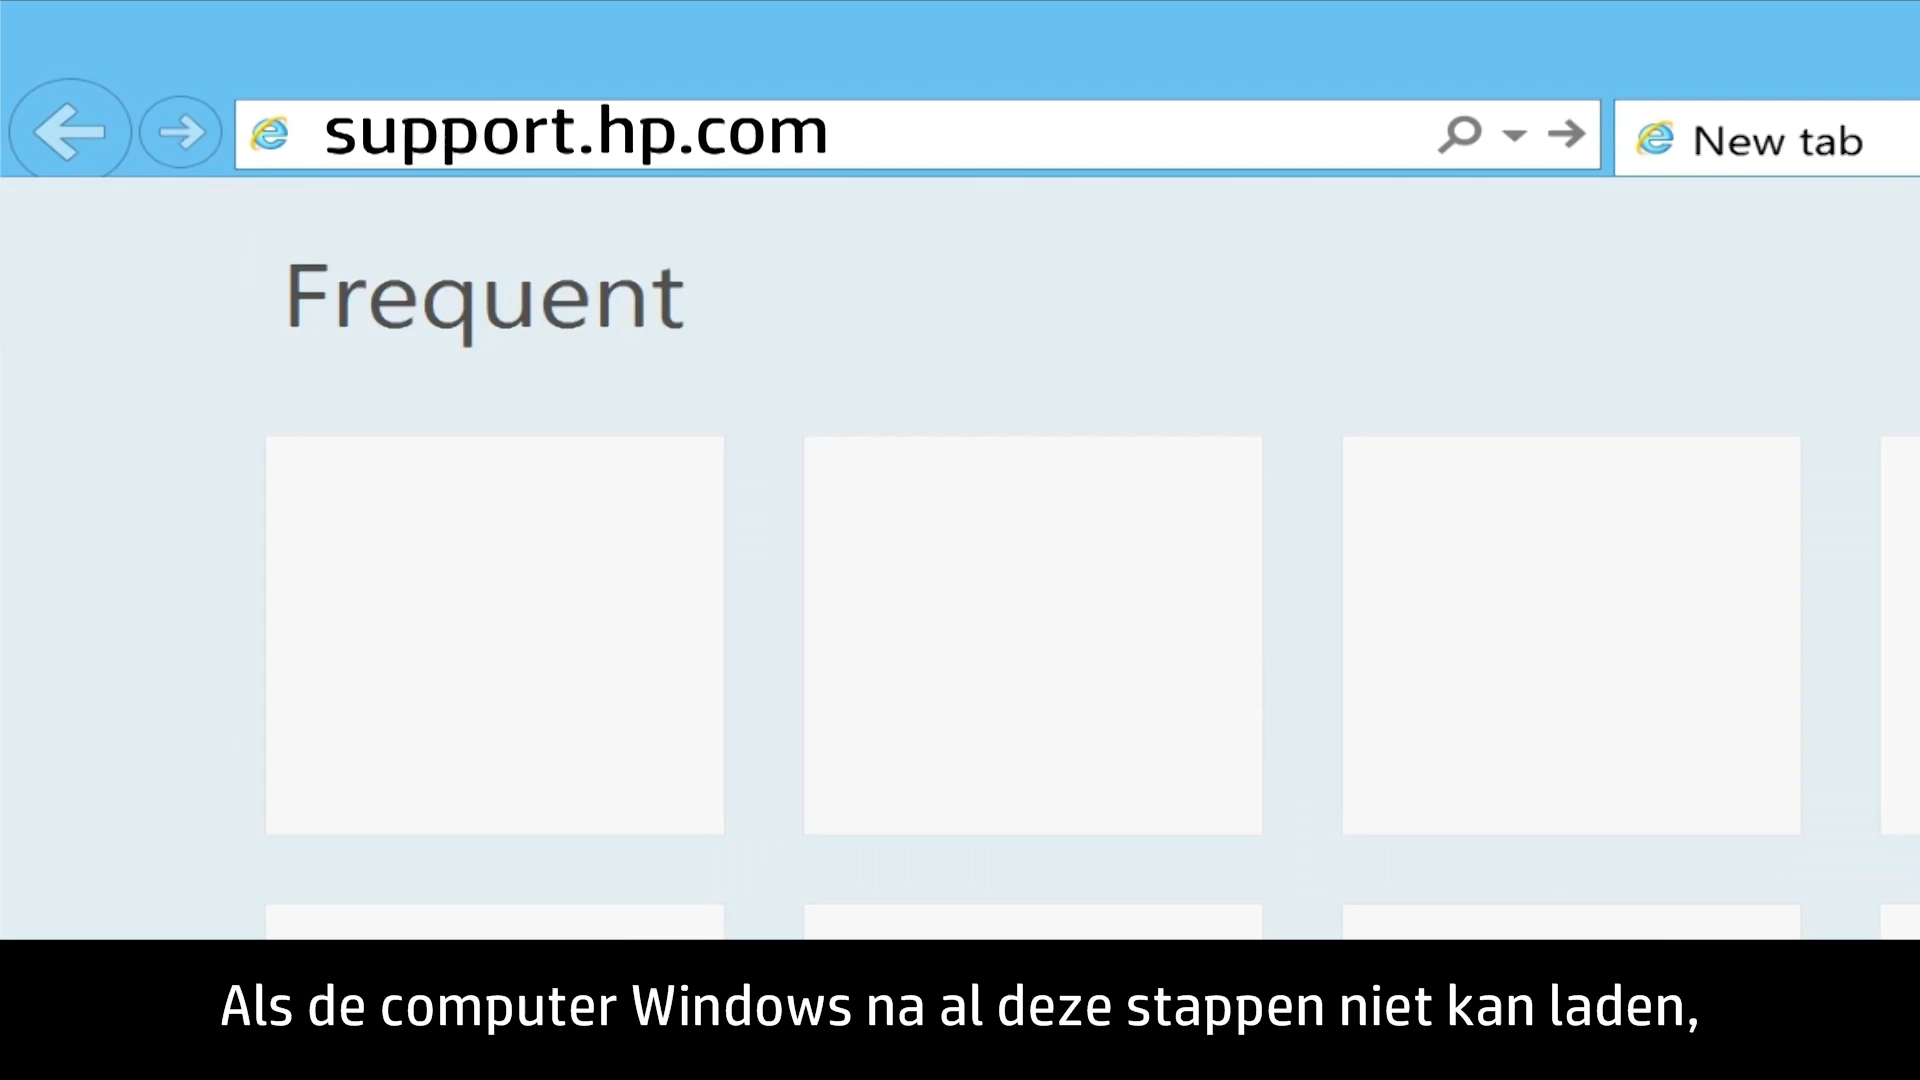 support.hp.com
New tab
Frequent
Als de computer Windows na al deze stappen niet kan laden,